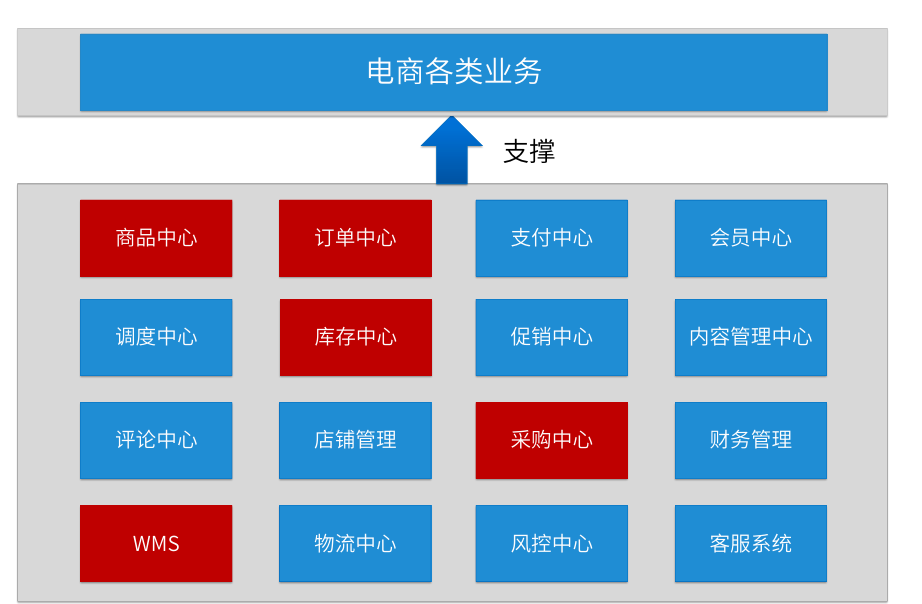 电商各类业务
支撑
商品中心
订单中心
支付中心
会员中心
调度中心
库存中心
促销中心
内容管理中心
评论中心
店铺管理
采购中心
财务管理
WMS
物流中心
风控中心
客服系统